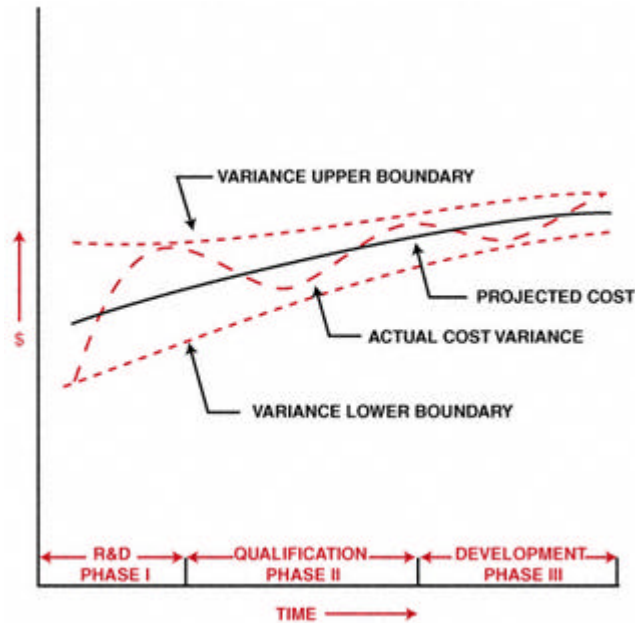 VARIANCE UPPER BOUNDARY
$
PROJECTED COST
ACTUAL COST VARIANCE
VARIANCE LOWER BOUNDARY
R&D
PHASE I
QUALIFICATION
PHASE II
DEVELOPMENT
PHASE III
TIME